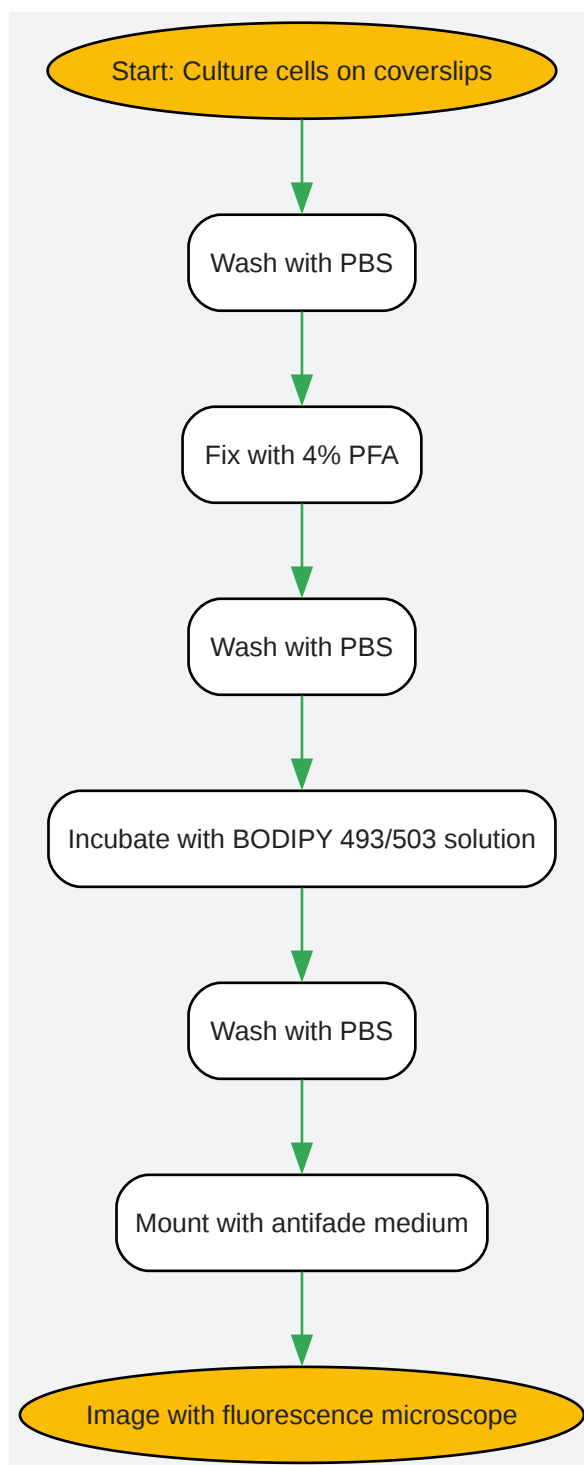 Start: Culture cells on coverslips
Wash with PBS
Fix with 4% PFA
Wash with PBS
Incubate with BODIPY 493/503 solution
Wash with PBS
Mount with antifade medium
Image with fluorescence microscope